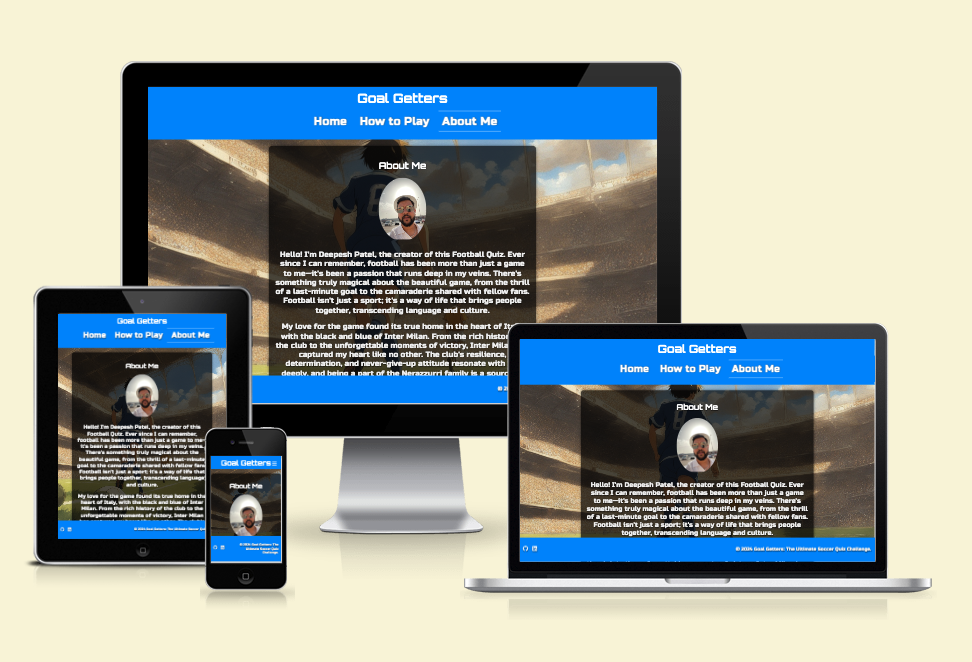 Goal Getters
Home How to Play About Me
About Me
Hello! I'm Deepesh Patel, the creator of this Football Quiz. Ever
since I can remember, football has been more than just a game
to me—it's been a passion that runs deep in my veins. There's
something truly magical about the beautiful game, from the thrill
of a last-minute goal to the camaraderie shared with fellow fans.
Football isn't just a sport; it's a way of life that brings people
together, transcending language and culture.
My love for the game found its true home in the heart of
with the black and blue of Inter Milan. From the rich
the club to the unforgettable moments of victory, Inter
captured my heart like no other. The club's resilience,
determination, and never-give-up attitude resonate with
deeply, and being a part of the Nerazzurri family is a
Goal Getters
Home How to Play About Me
About Me
Hello! I'm Deepesh Patel, the creator of this
Football Quiz. Ever since I can remember,
football has been more than just a game to me—
it's been a passion that runs deep in my veins.
There's something truly magical about the
beautiful game, from the thrill of a last-minute
goal to the camaraderie shared with fellow fans.
Football isn't just a sport; it's a way of life that
brings people together, transcending language
and culture.
My love for the game found its true home in the
heart of Italy, with the black and blue of Inter
Milan. From the rich history of the club to the
unforgettable moments of victory, Inter Milan
© 2024 Goal Getters: The Ultimate Soccer Quiz
Goal Getters
About Me
© 2024 Goal Getters: The
Ultimate Soccer Quiz
Challenge.
Goal Getters
Home How to Play About Me
About Me
Hello! I'm Deepesh Patel, the creator of this Football Quiz. Ever
since I can remember, football has been more than just a game
to me—it's been a passion that runs deep in my veins. There's
something truly magical about the beautiful game, from the thrill
of a last-minute goal to the camaraderie shared with fellow fans.
Football isn't just a sport; it's a way of life that brings people
together, transcending language and culture.
© 2024 Goal Getters: The Ultimate Soccer Quiz Challenge.